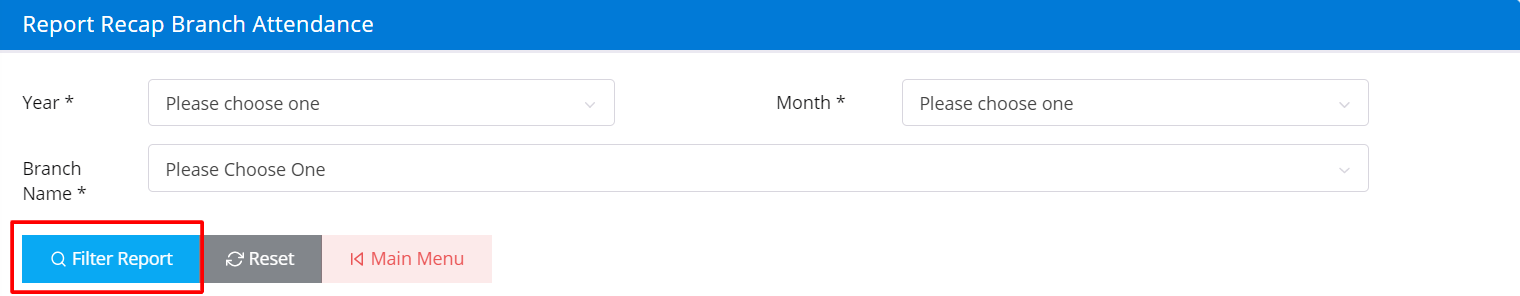 Report Recap Branch Attendance
Year * Please choose one Month * Please choose one
Branch Name * Please Choose One
Filter Report Reset Main Menu